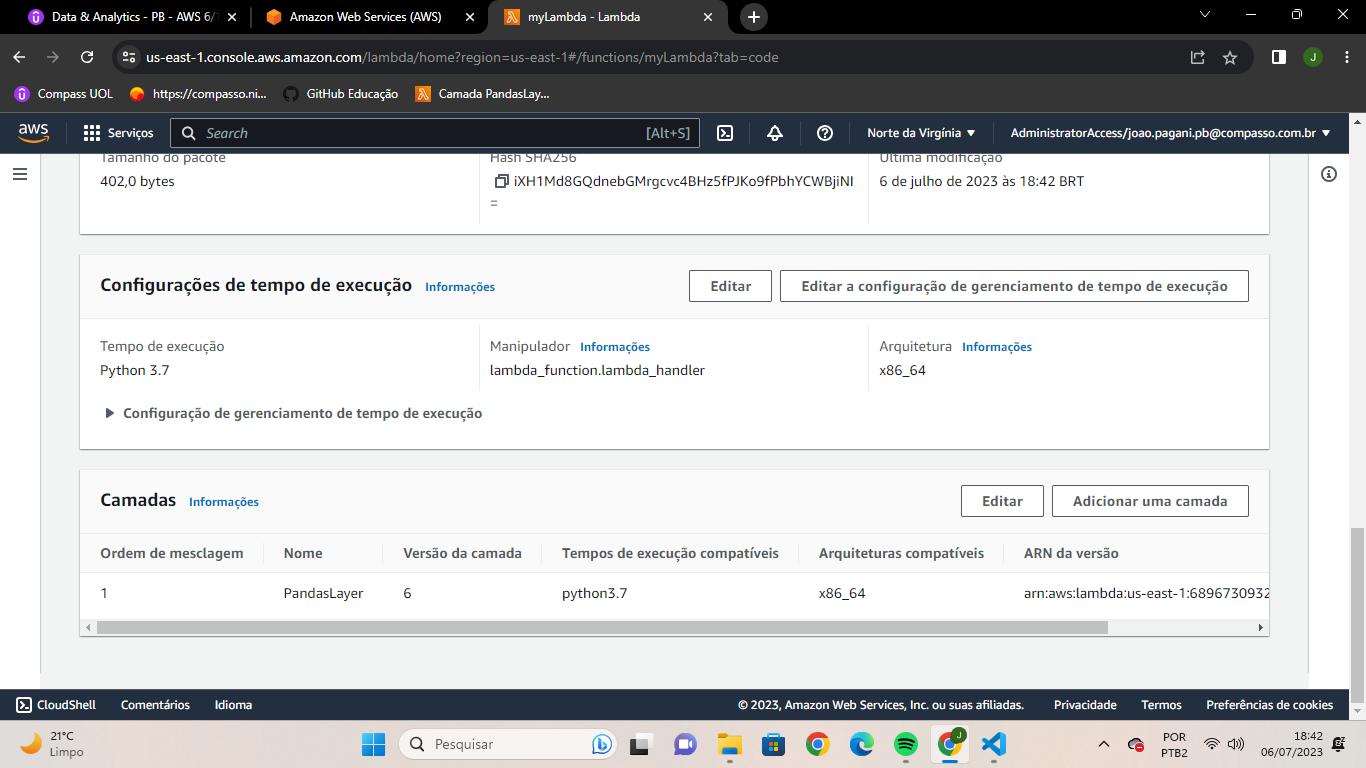 Data & Analytics - PB - AWS 6/
Amazon Web Services (AWS)
myLambda - Lambda
us-east-1.console.aws.amazon.com/lambda/home?region=us-east-1#/functions/myLambda?tab=code
J
Compass UOL
https://compasso.ni...
GitHub Educação
Camada PandasLay...
aws
Serviços
Search
[Alt+S]
Norte da Virgínia
AdministratorAccess/joao.pagani.pb@compasso.com.br
Tamanho do pacote
Hash SHA256
Última modificação
402,0 bytes
iXH1Md8GQdnebGMrgcvc4BHz5fPJKo9fPbhYCWBjiNI
=
6 de julho de 2023 às 18:42 BRT
Configurações de tempo de execução
Informações
Editar
Editar a configuração de gerenciamento de tempo de execução
Tempo de execução
Manipulador Informações
Arquitetura Informações
Python 3.7
lambda_function.lambda_handler
x86_64
Configuração de gerenciamento de tempo de execução
Camadas
Informações
Editar
Adicionar uma camada
Ordem de mesclagem
Nome
Versão da camada
Tempos de execução compatíveis
Arquiteturas compatíveis
ARN da versão
1
PandasLayer
6
python3.7
x86_64
arn:aws:lambda:us-east-1:6896730932
CloudShell
Comentários
Idioma
© 2023, Amazon Web Services, Inc. ou suas afiliadas.
Privacidade
Termos
Preferências de cookies
21°C
Limpo
Pesquisar
J
POR
PTB2
18:42
06/07/2023